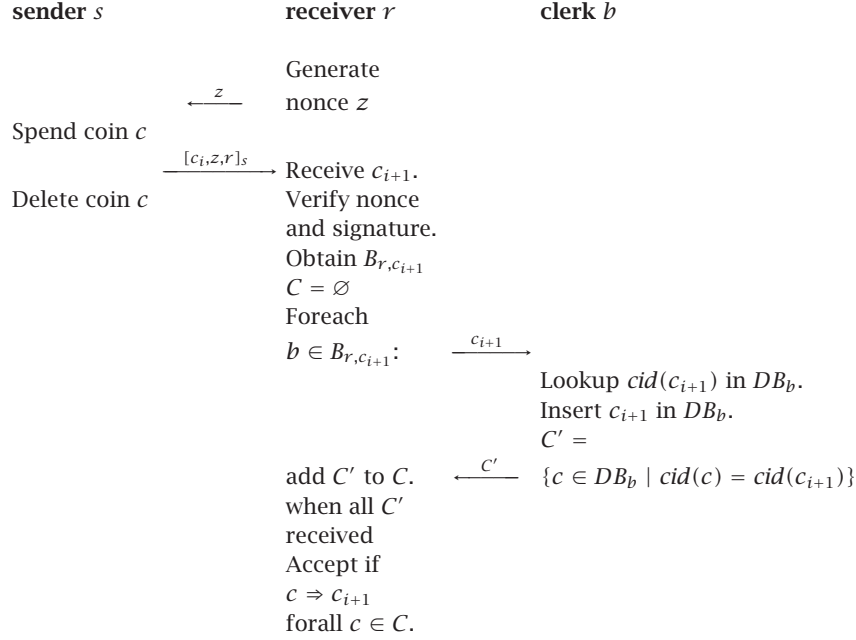 sender s receiver r clerk b
Generate
z nonce z
Spend coin c
[c_i,z,r]_s Receive c_{i+1}.
Delete coin c Verify nonce
and signature.
Obtain B_{r,c_{i+1}}
C = ∅
Foreach
b ∈ B_{r,c_{i+1}}: c_{i+1}
Lookup cid(c_{i+1}) in DB_b.
Insert c_{i+1} in DB_b.
C′ =
add C′ to C. C′ {c ∈ DB_b | cid(c) = cid(c_{i+1})}
when all C′
received
Accept if
c ⇒ c_{i+1}
forall c ∈ C.